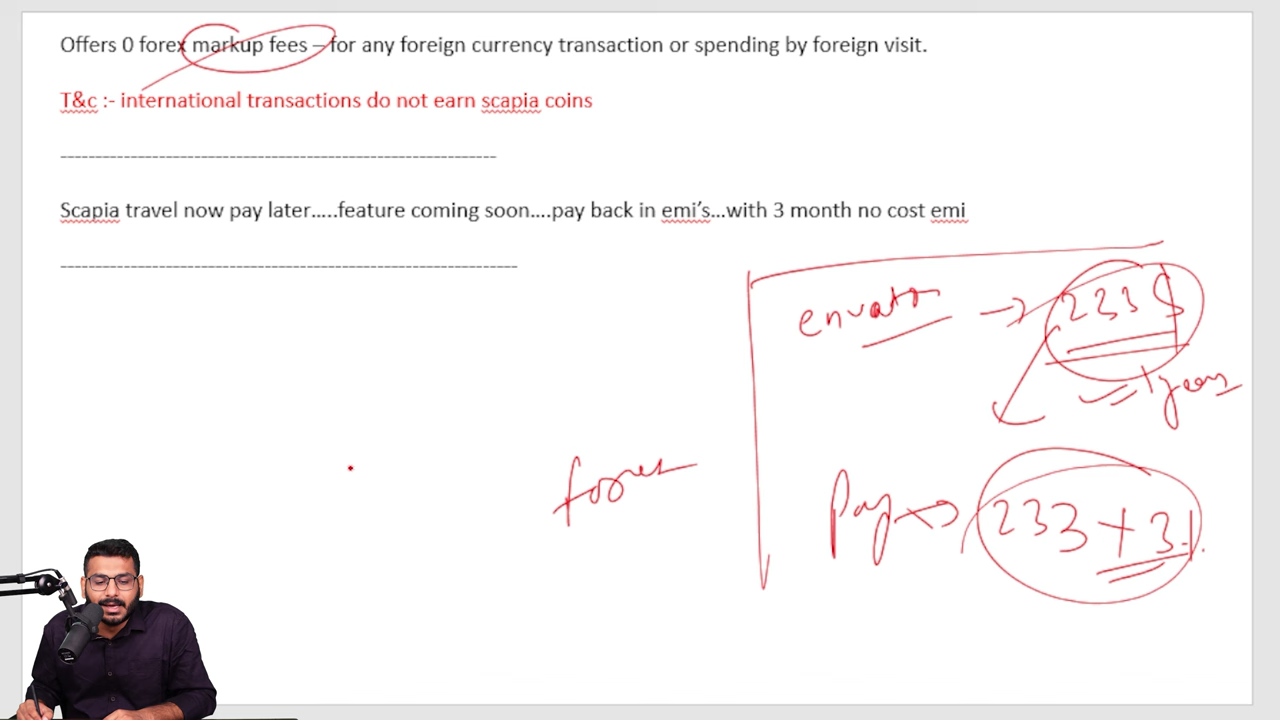 Offers 0 forex markup fees – for any foreign currency transaction or spending by foreign visit.
T&c :- international transactions do not earn scapia coins
--------------------------------------------------------------
Scapia travel now pay later.....feature coming soon....pay back in emi's...with 3 month no cost emi
-----------------------------------------------------------------
envato → 233 $
1 year
forex
Pay → 233 + 3%